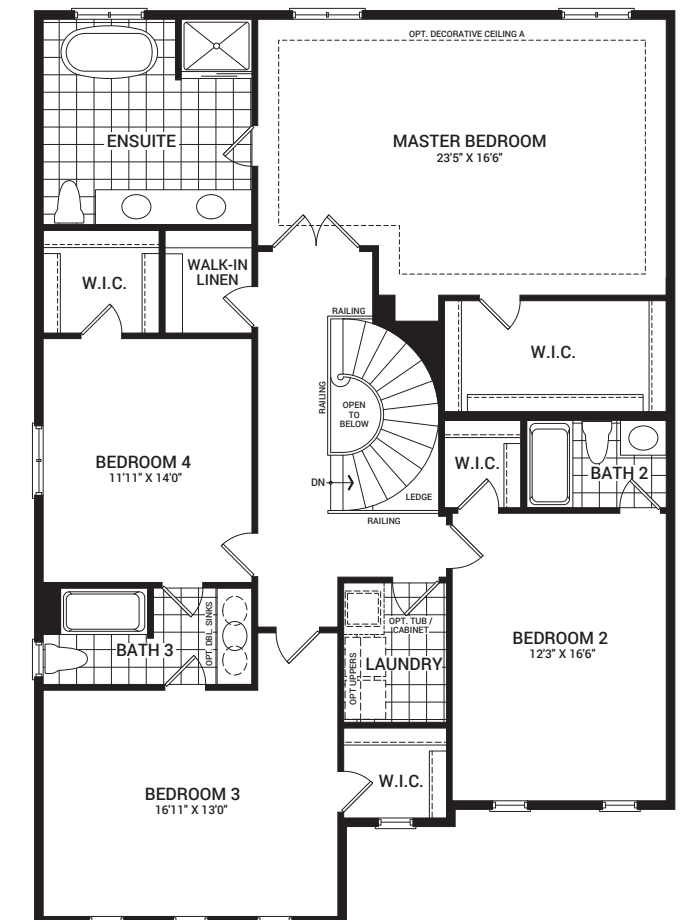 OPT. DECORATIVE CEILING A
ENSUITE
MASTER BEDROOM
23'5" X 16'6"
W.I.C.
WALK-IN
LINEN
RAILING
W.I.C.
RAILING
OPEN
TO
BELOW
BEDROOM 4
11'11" X 14'0"
W.I.C.
BATH 2
DN
LEDGE
RAILING
OPT. DBL. SINKS
OPT. TUB /
CABINET
BATH 3
BEDROOM 2
12'3" X 16'6"
OPT UPPERS
LAUNDRY
W.I.C.
BEDROOM 3
16'11" X 13'0"